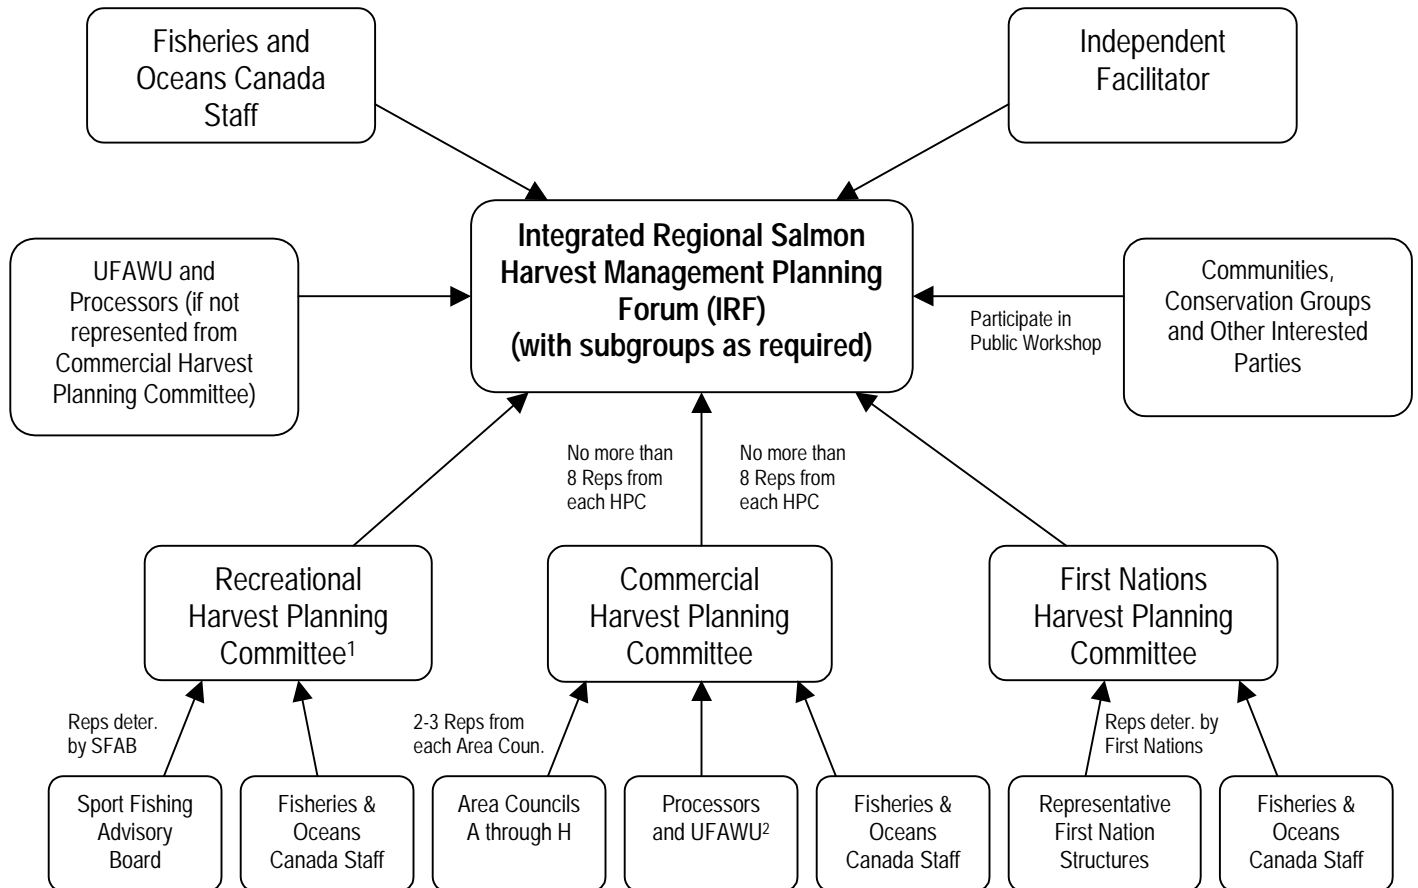 Fisheries and
Oceans Canada
Staff
Independent
Facilitator
Integrated Regional Salmon
Harvest Management Planning
Forum (IRF)
(with subgroups as required)
UFAWU and
Processors (if not
represented from
Commercial Harvest
Planning Committee)
Communities,
Conservation Groups
and Other Interested
Parties
Participate in
Public Workshop
No more than
8 Reps from
each HPC
No more than
8 Reps from
each HPC
Recreational
Harvest Planning
Committee¹
Commercial
Harvest Planning
Committee
First Nations
Harvest Planning
Committee
Reps deter.
by SFAB
2-3 Reps from
each Area Coun.
Reps deter. by
First Nations
Sport Fishing
Advisory
Board
Fisheries &
Oceans
Canada Staff
Area Councils
A through H
Processors
and UFAWU²
Fisheries &
Oceans
Canada Staff
Representative
First Nation
Structures
Fisheries &
Oceans
Canada Staff